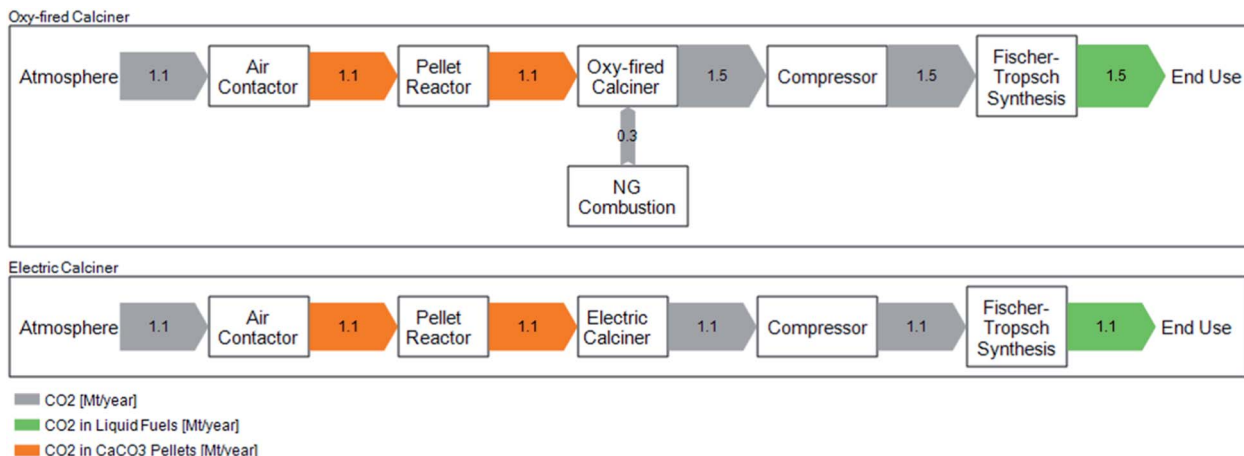 Oxy-fired Calciner
Atmosphere
1.1
Air
Contactor
1.1
Pellet
Reactor
1.1
Oxy-fired
Calciner
1.5
Compressor
1.5
Fischer-
Tropsch
Synthesis
1.5
End Use
0.3
NG
Combustion
Electric Calciner
Atmosphere
1.1
Air
Contactor
1.1
Pellet
Reactor
1.1
Electric
Calciner
1.1
Compressor
1.1
Fischer-
Tropsch
Synthesis
1.1
End Use
CO2 [Mt/year]
CO2 in Liquid Fuels [Mt/year]
CO2 in CaCO3 Pellets [Mt/year]